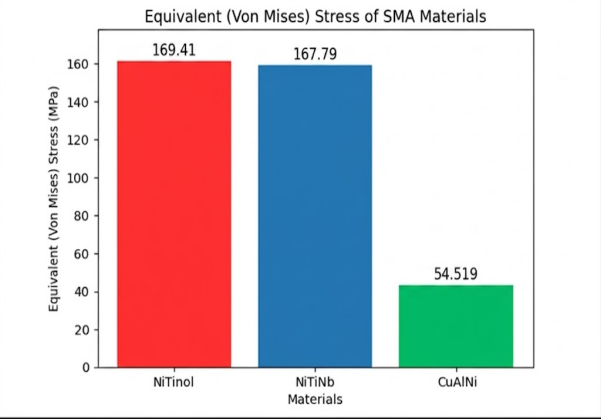 Equivalent (Von Mises) Stress of SMA Materials
Equivalent (Von Mises) Stress (MPa)
160
140
120
100
80
60
40
20
0
169.41
167.79
54.519
NiTinol
NiTiNb
CuAlNi
Materials